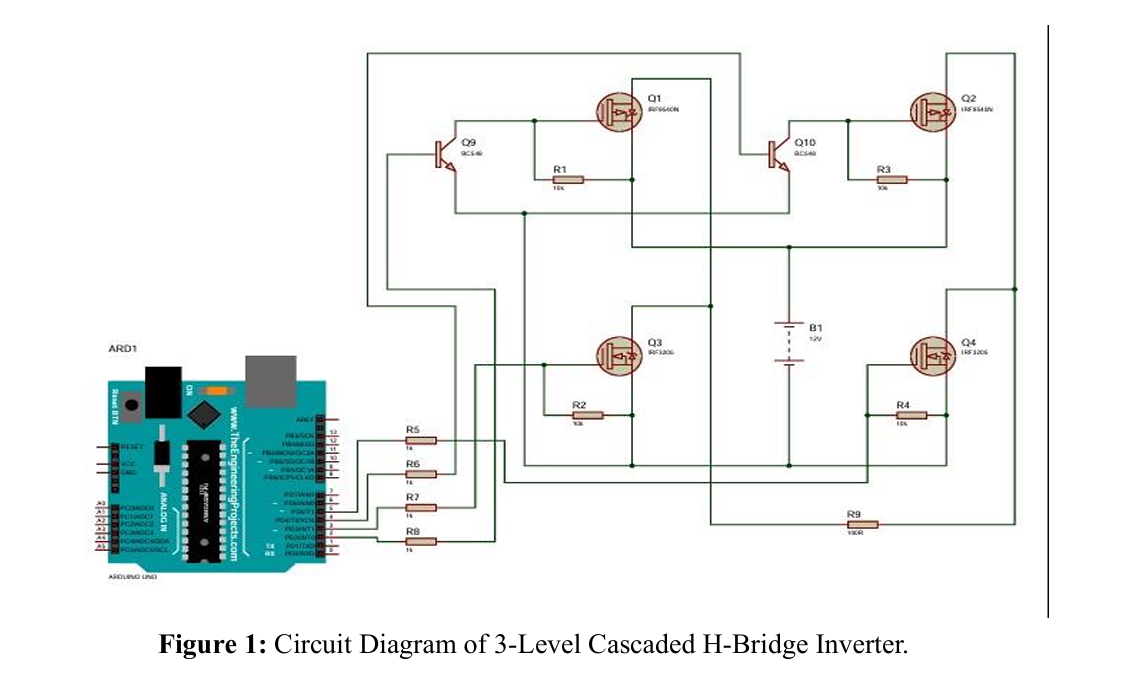 Q1
IRF9540N
Q2
IRF9540N
Q9
BC548
Q10
BC548
R1
10k
R3
10k
B1
12V
Q3
IRF3205
Q4
IRF3205
R2
10k
R4
10k
ARD1
Reset BTN
ON
www.TheEngineeringProjects.com
AREF
RESET
VCC
GND
ANALOG IN
13
12
11
10
9
8
7
6
5
4
3
2
1
0
TX
RX
A0
A1
A2
A3
A4
A5
R5
1k
R6
1k
R7
1k
R8
1k
R9
100R
ARDUINO UNO
Figure 1: Circuit Diagram of 3-Level Cascaded H-Bridge Inverter.